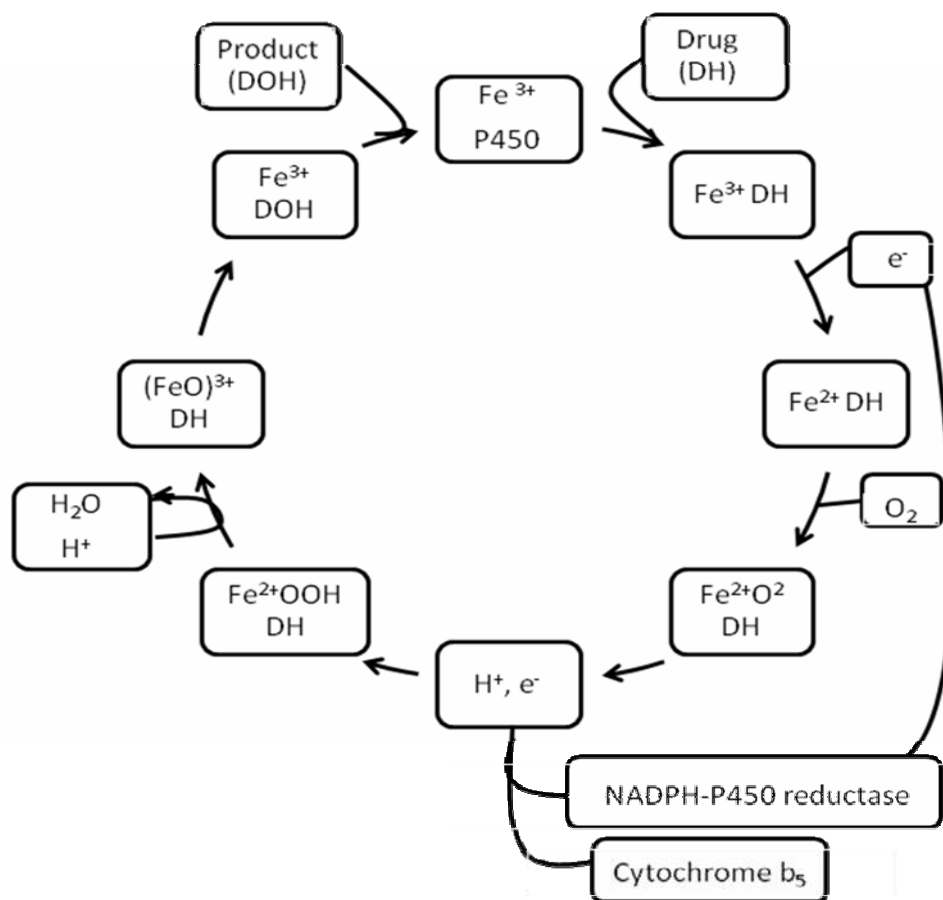 Product
(DOH)
Drug
(DH)
Fe ³⁺
P450
Fe³⁺
DOH
Fe³⁺ DH
e⁻
(FeO)³⁺
DH
Fe²⁺ DH
H₂O
H⁺
O₂
Fe²⁺OOH
DH
Fe²⁺O²
DH
H⁺, e⁻
NADPH-P450 reductase
Cytochrome b₅